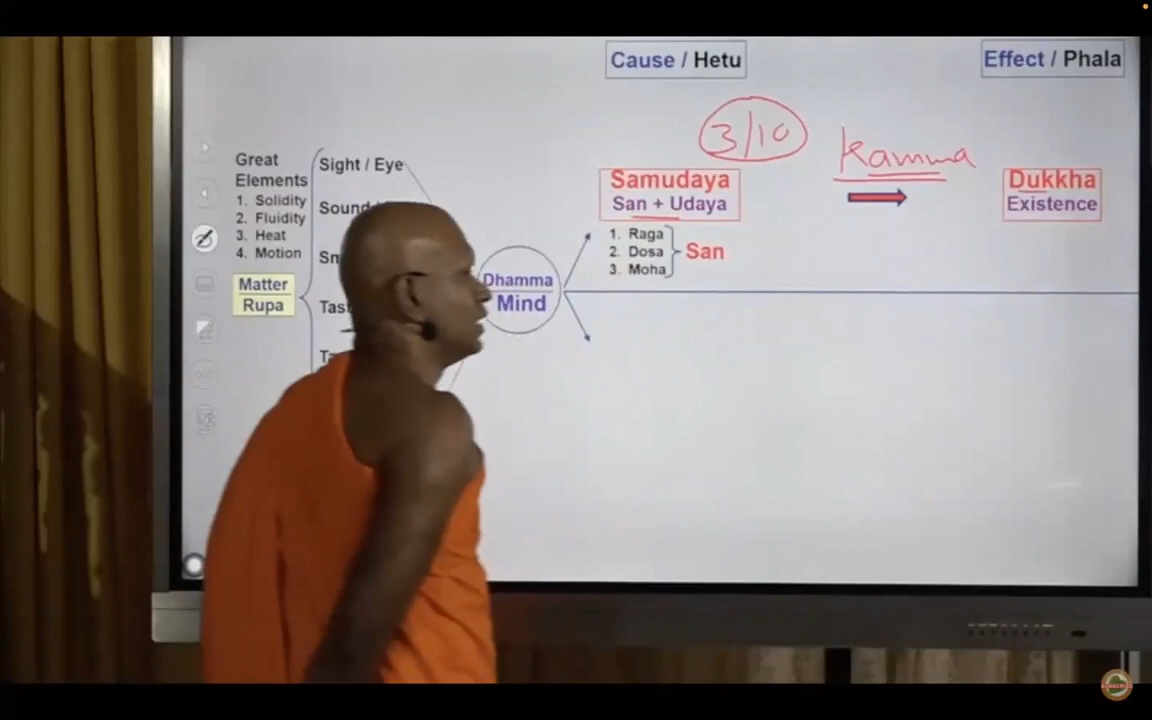 Cause / Hetu
Effect / Phala
3/10
Kamma
Great
Elements
1. Solidity
2. Fluidity
3. Heat
4. Motion
Matter
Rupa
Sight / Eye
Sound
Dhamma
Mind
Samudaya
San + Udaya
1. Raga
2. Dosa
3. Moha
San
Dukkha
Existence
SUBSCRIBE